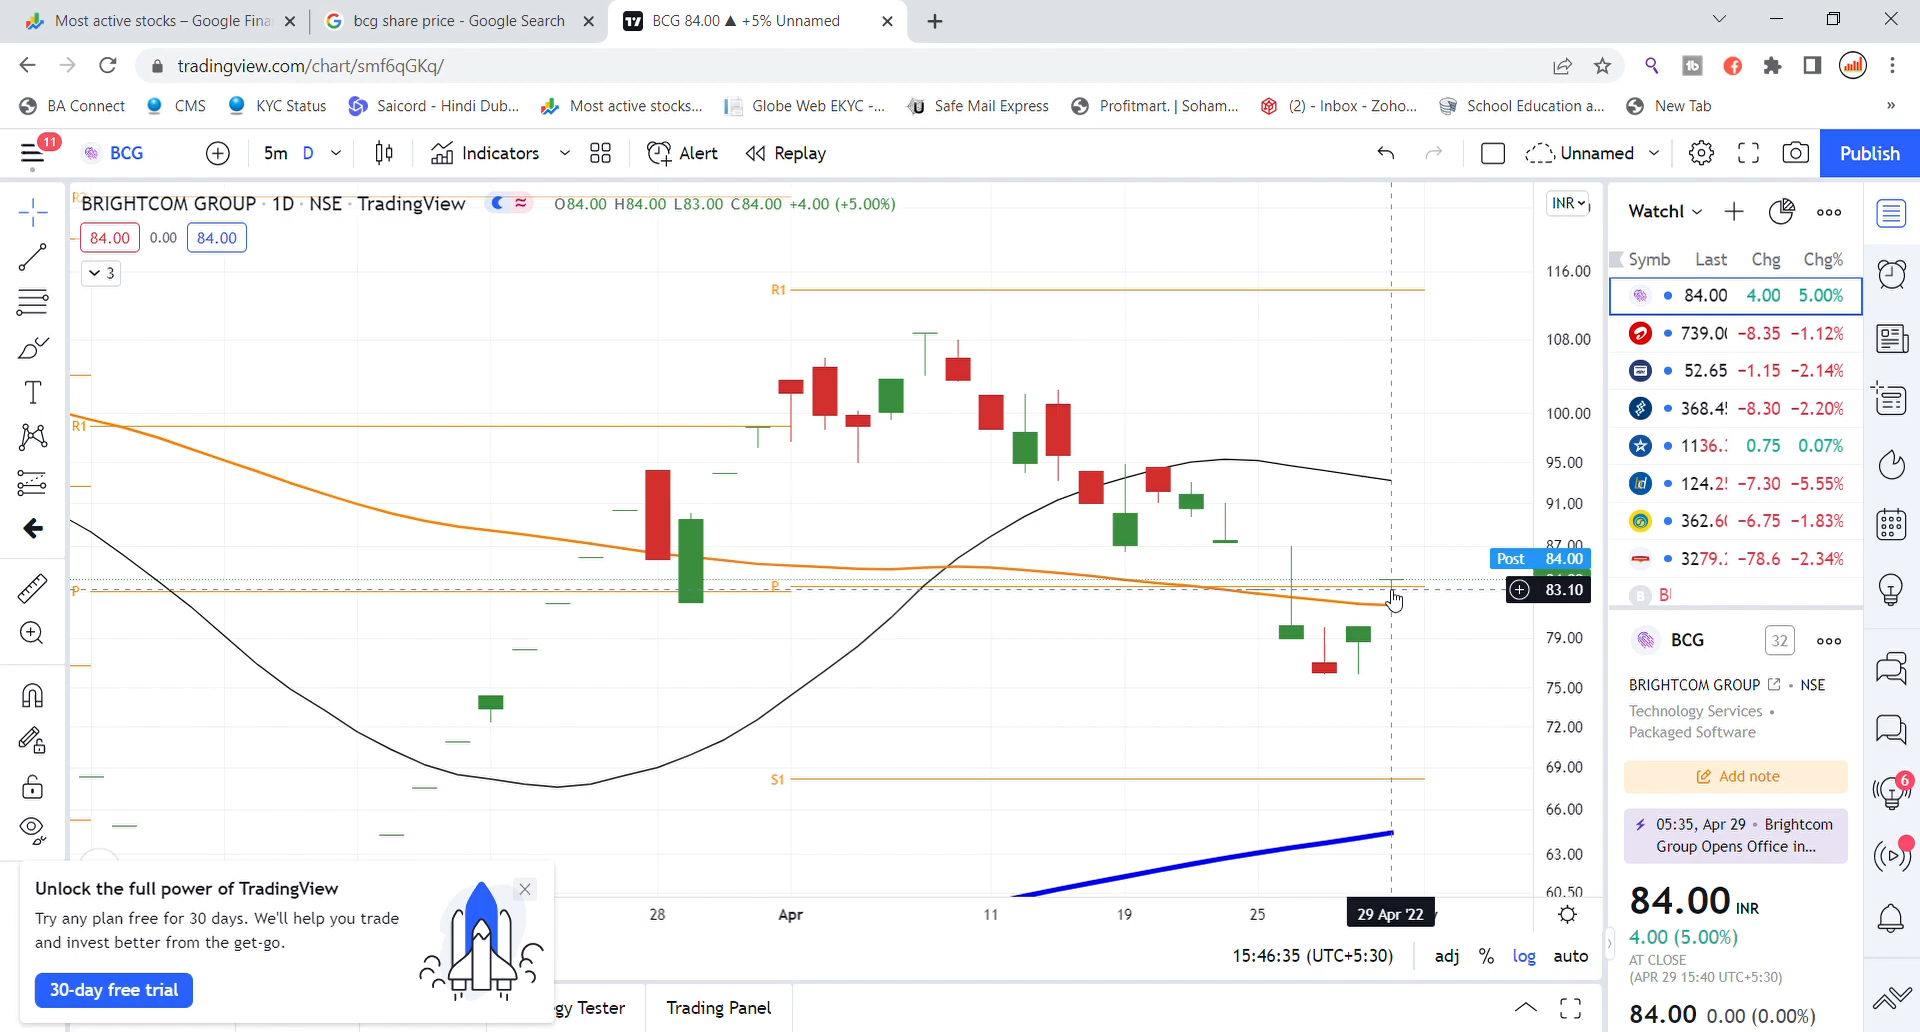 Most active stocks – Google Fina
bcg share price - Google Search
BCG 84.00 ▲ +5% Unnamed
tradingview.com/chart/smf6qGKq/
BA Connect
CMS
KYC Status
Saicord - Hindi Dub...
Most active stocks...
Globe Web EKYC -...
Safe Mail Express
Profitmart. | Soham...
(2) - Inbox - Zoho...
School Education a...
New Tab
»
11
BCG
5m
D
Indicators
Alert
Replay
Unnamed
Publish
BRIGHTCOM GROUP · 1D · NSE · TradingView
O84.00 H84.00 L83.00 C84.00 +4.00 (+5.00%)
84.00
0.00
84.00
3
INR
R1
R1
P
P
S1
116.00
108.00
100.00
95.00
91.00
87.00
Post 84.00
83.10
79.00
75.00
72.00
69.00
66.00
63.00
60.50
28
Apr
11
19
25
29 Apr '22
15:46:35 (UTC+5:30)
adj
%
log
auto
Watchl
Symb Last Chg Chg%
84.00 4.00 5.00%
739.0 −8.35 −1.12%
52.65 −1.15 −2.14%
368.4 −8.30 −2.20%
1136. 0.75 0.07%
124.2 −7.30 −5.55%
362.6 −6.75 −1.83%
3279. −78.6 −2.34%
B
BCG
32
BRIGHTCOM GROUP • NSE
Technology Services •
Packaged Software
Add note
05:35, Apr 29 • Brightcom
Group Opens Office in...
84.00 INR
4.00 (5.00%)
AT CLOSE
(APR 29 15:40 UTC+5:30)
84.00 0.00 (0.00%)
6
Unlock the full power of TradingView
Try any plan free for 30 days. We'll help you trade
and invest better from the get-go.
30-day free trial
gy Tester
Trading Panel